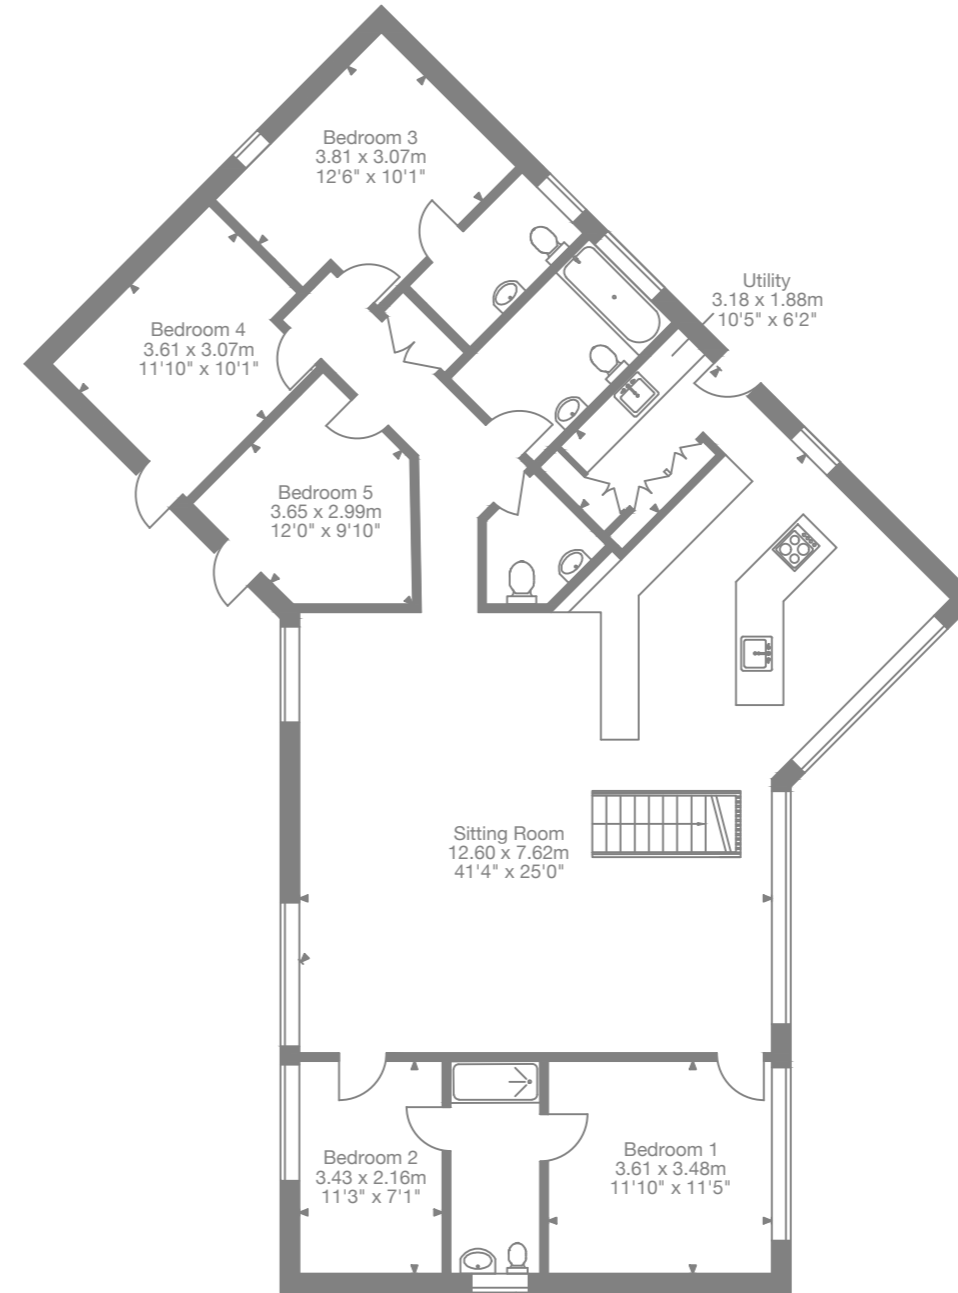 Bedroom 3
3.81 x 3.07m
12'6" x 10'1"
Utility
3.18 x 1.88m
10'5" x 6'2"
Bedroom 4
3.61 x 3.07m
11'10" x 10'1"
Bedroom 5
3.65 x 2.99m
12'0" x 9'10"
Sitting Room
12.60 x 7.62m
41'4" x 25'0"
Bedroom 1
3.61 x 3.48m
11'10" x 11'5"
Bedroom 2
3.43 x 2.16m
11'3" x 7'1"